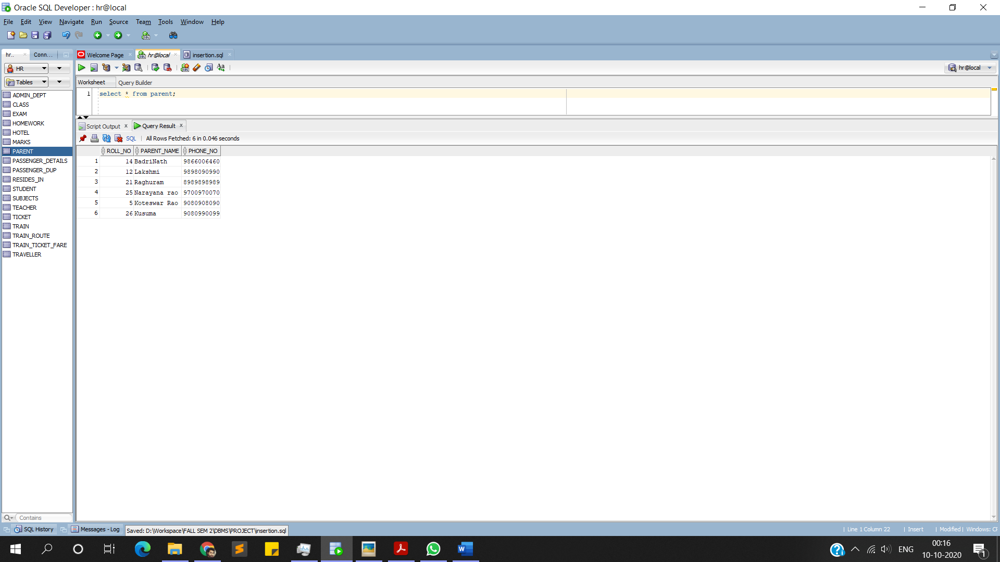 Oracle SQL Developer : hr@local
File Edit View Navigate Run Source Team Tools Window Help
hr.. Conn... Welcome Page hr@local insertion.sql
HR
hr@local
Tables
Worksheet Query Builder
1 select * from parent;
ADMIN_DEPT
CLASS
EXAM
HOMEWORK
HOTEL
MARKS
PARENT
PASSENGER_DETAILS
PASSENGER_DUP
RESIDES_IN
STUDENT
SUBJECTS
TEACHER
TICKET
TRAIN
TRAIN_ROUTE
TRAIN_TICKET_FARE
TRAVELLER
Script Output Query Result
SQL | All Rows Fetched: 6 in 0.046 seconds
ROLL_NO PARENT_NAME PHONE_NO
1 14 BadriNath 9866006460
2 12 Lakshmi 9898090990
3 21 Raghuram 8989898989
4 25 Narayana rao 9700970070
5 5 Koteswar Rao 9080908090
6 26 Kusuma 9080990099
Contains
SQL History Messages - Log Saved: D:\Workspace\FALL SEM 2\DBMS\PROJECT\insertion.sql
| Line 1 Column 22 | Insert | Modified | Windows:
ENG
00:16
10-10-2020
1